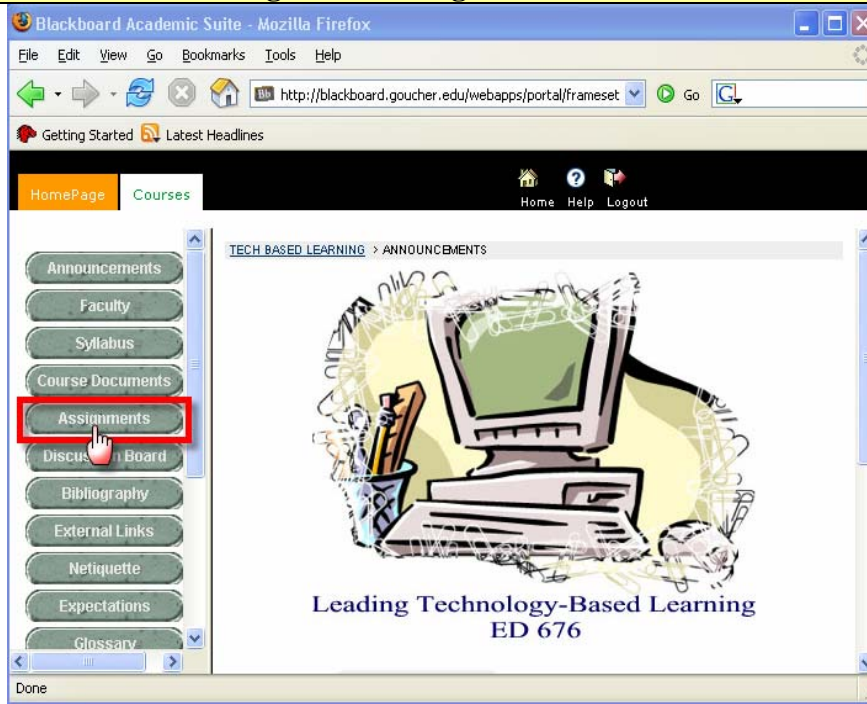 Blackboard Academic Suite - Mozilla Firefox
File Edit View Go Bookmarks Tools Help
Bb http://blackboard.goucher.edu/webapps/portal/frameset Go G
Getting Started Latest Headlines
HomePage Courses Home Help Logout
TECH BASED LEARNING > ANNOUNCEMENTS
Announcements
Faculty
Syllabus
Course Documents
Assignments
Board
Bibliography
External Links
Netiquette
Expectations
Glossary
Leading Technology-Based Learning
ED 676
Done